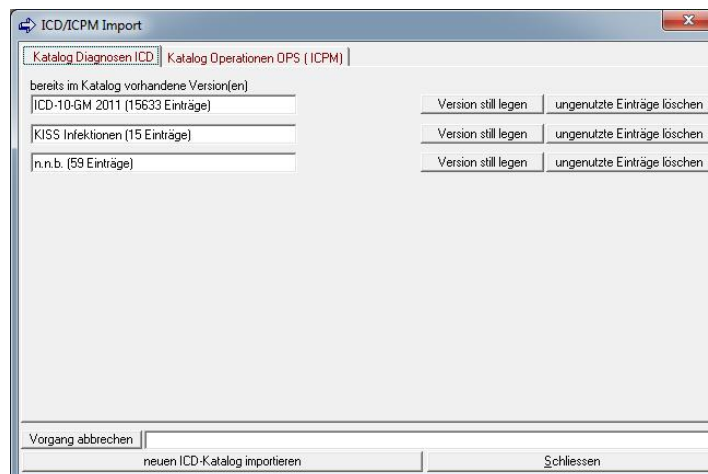 ICD/ICPM Import
Katalog Diagnosen ICD Katalog Operationen OPS ( ICPM)
bereits im Katalog vorhandene Version(en)
ICD-10-GM 2011 (15633 Einträge) Version still legen ungenutzte Einträge löschen
KISS Infektionen (15 Einträge) Version still legen ungenutzte Einträge löschen
n.n.b. (59 Einträge) Version still legen ungenutzte Einträge löschen
Vorgang abbrechen
neuen ICD-Katalog importieren Schliessen